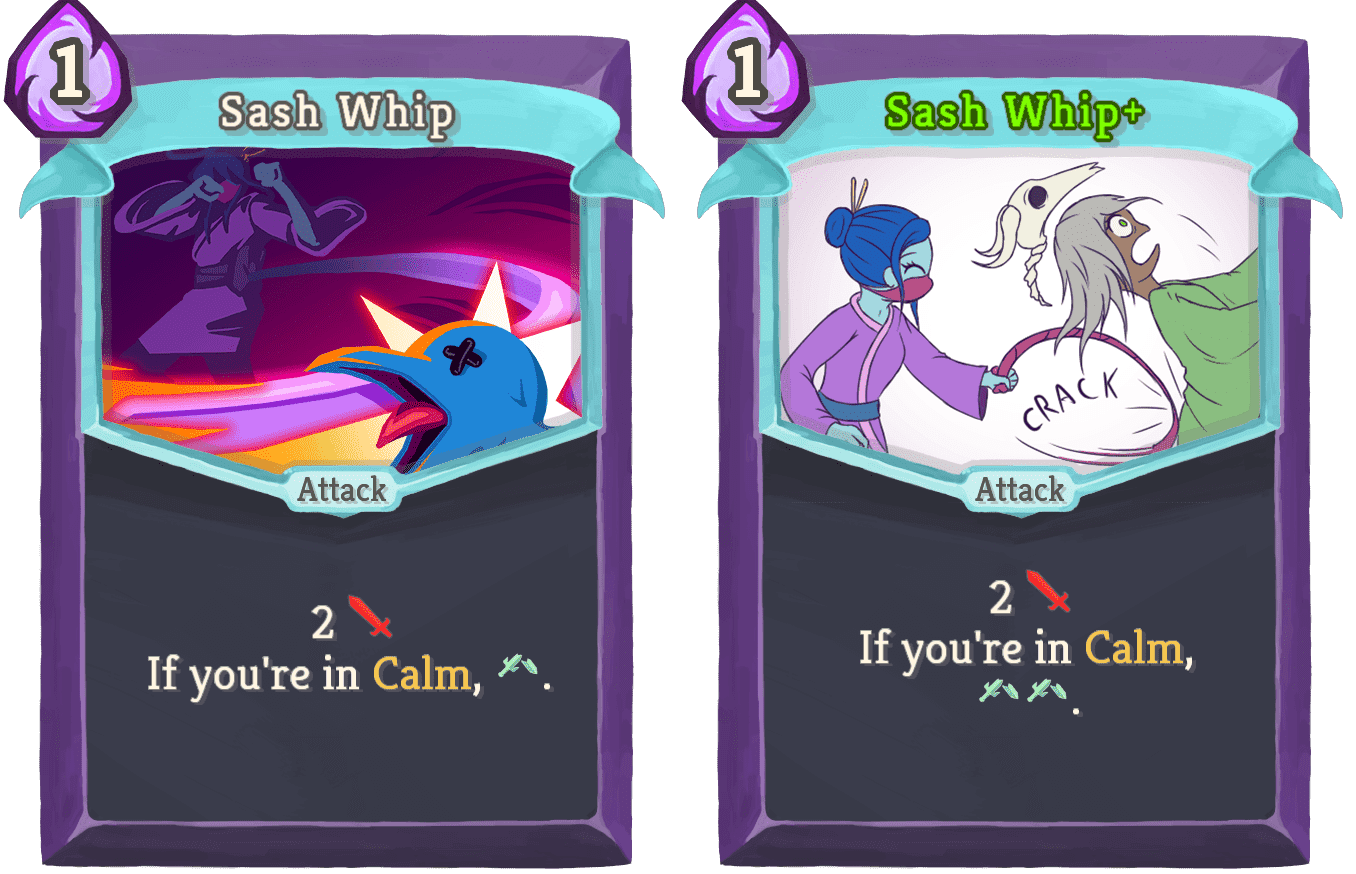 1
Sash Whip
Attack
2
If you're in Calm, .
1
Sash Whip+
CRACK
Attack
2
If you're in Calm,
.